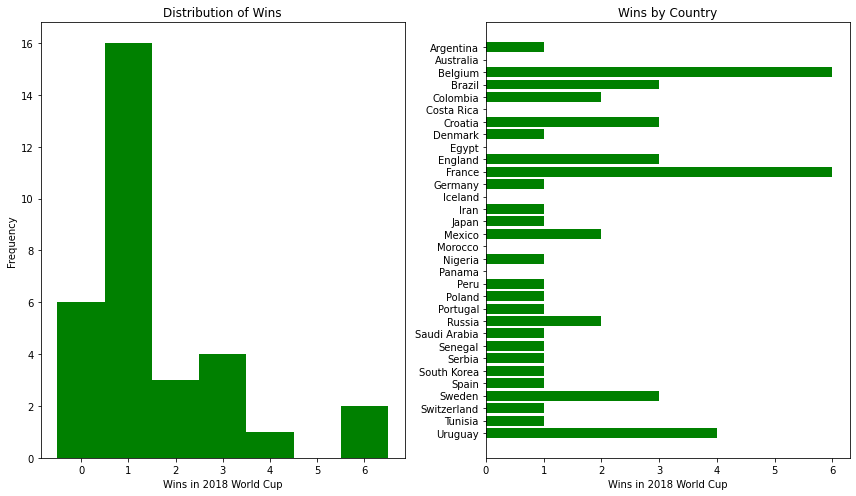 Distribution of Wins
16
14
12
10
8
6
4
2
0
Frequency
0 1 2 3 4 5 6
Wins in 2018 World Cup
Wins by Country
Argentina
Australia
Belgium
Brazil
Colombia
Costa Rica
Croatia
Denmark
Egypt
England
France
Germany
Iceland
Iran
Japan
Mexico
Morocco
Nigeria
Panama
Peru
Poland
Portugal
Russia
Saudi Arabia
Senegal
Serbia
South Korea
Spain
Sweden
Switzerland
Tunisia
Uruguay
0 1 2 3 4 5 6
Wins in 2018 World Cup